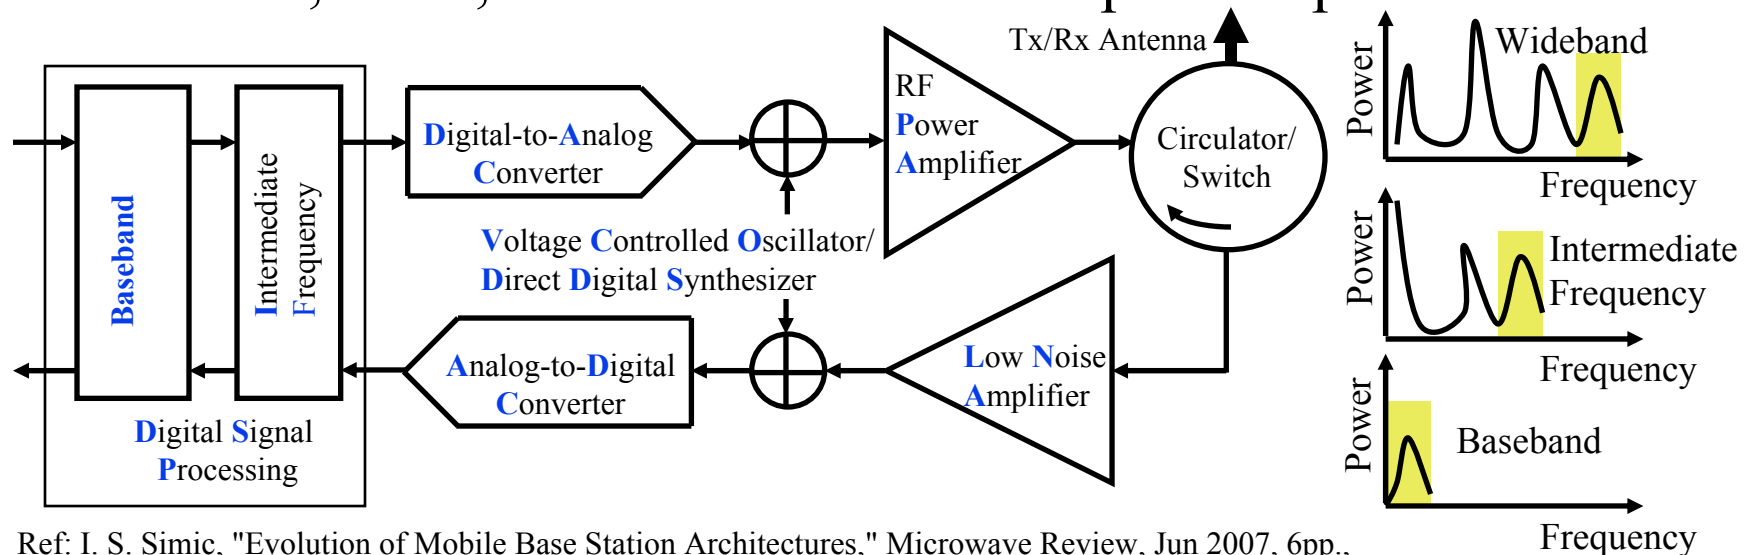 Tx/Rx Antenna
RF
Power
Amplifier
Circulator/
Switch
Digital-to-Analog
Converter
Baseband
Intermediate
Frequency
Voltage Controlled Oscillator/
Direct Digital Synthesizer
Analog-to-Digital
Converter
Low Noise
Amplifier
Digital Signal
Processing
Wideband
Power
Frequency
Intermediate
Frequency
Power
Frequency
Baseband
Power
Frequency
Ref: I. S. Simic, "Evolution of Mobile Base Station Architectures," Microwave Review, Jun 2007, 6pp.,